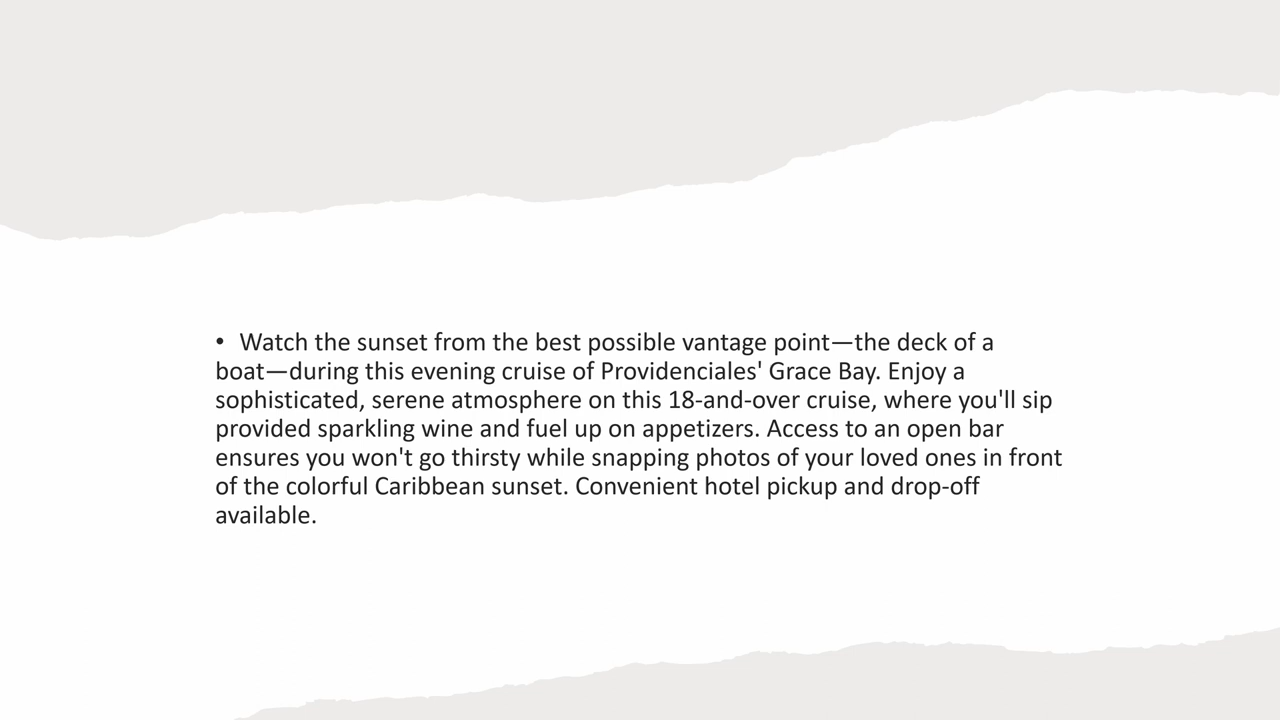 • Watch the sunset from the best possible vantage point—the deck of a
boat—during this evening cruise of Providenciales' Grace Bay. Enjoy a
sophisticated, serene atmosphere on this 18-and-over cruise, where you'll sip
provided sparkling wine and fuel up on appetizers. Access to an open bar
ensures you won't go thirsty while snapping photos of your loved ones in front
of the colorful Caribbean sunset. Convenient hotel pickup and drop-off
available.